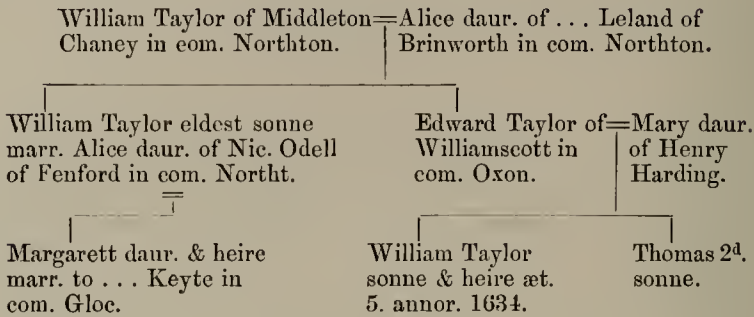 William Taylor of Middleton=Alice daur. of . . . Leland of
Chaney in com. Northton. Brinworth in com. Northton.
William Taylor eldest sonne
marr. Alice daur. of Nic. Odell
of Fenford in com. Northt.
Edward Taylor of=Mary daur.
Williamscott in of Henry
com. Oxon. Harding.
Margarett daur. & heire
marr. to . . . Keyte in
com. Gloc.
William Taylor
sonne & heire æt.
5. annor. 1634.
Thomas 2d.
sonne.